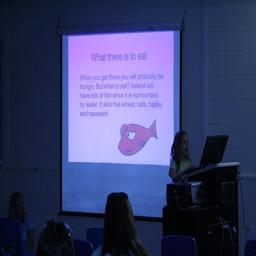 What there is to eat
When you get there you will probably be
hungry. But what to eat? Ireland will
have lots of fish since it is surrounded
by water. It also has wheat, oats, barley
and rapeseed.